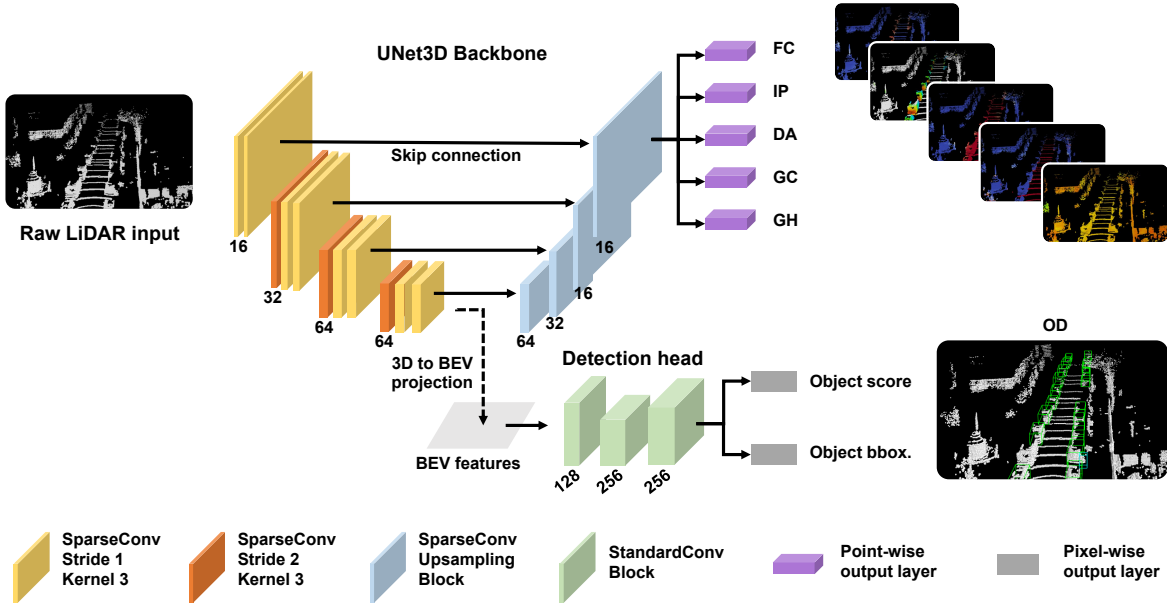 UNet3D Backbone
FC
IP
DA
GC
GH
Skip connection
Raw LiDAR input
16
32
64
64
64
32
16
16
3D to BEV
projection
BEV features
Detection head
128
256
256
Object score
Object bbox.
OD
SparseConv
Stride 1
Kernel 3
SparseConv
Stride 2
Kernel 3
SparseConv
Upsampling
Block
StandardConv
Block
Point-wise
output layer
Pixel-wise
output layer